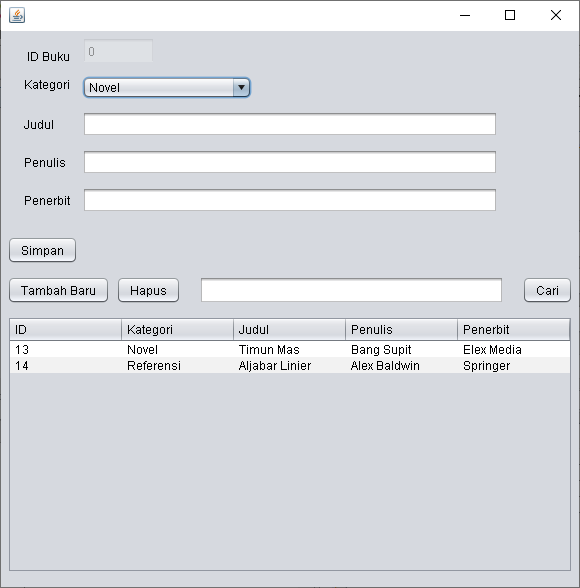 ID Buku 0
Kategori Novel
Judul
Penulis
Penerbit
Simpan
Tambah Baru Hapus Cari
ID Kategori Judul Penulis Penerbit
13 Novel Timun Mas Bang Supit Elex Media
14 Referensi Aljabar Linier Alex Baldwin Springer